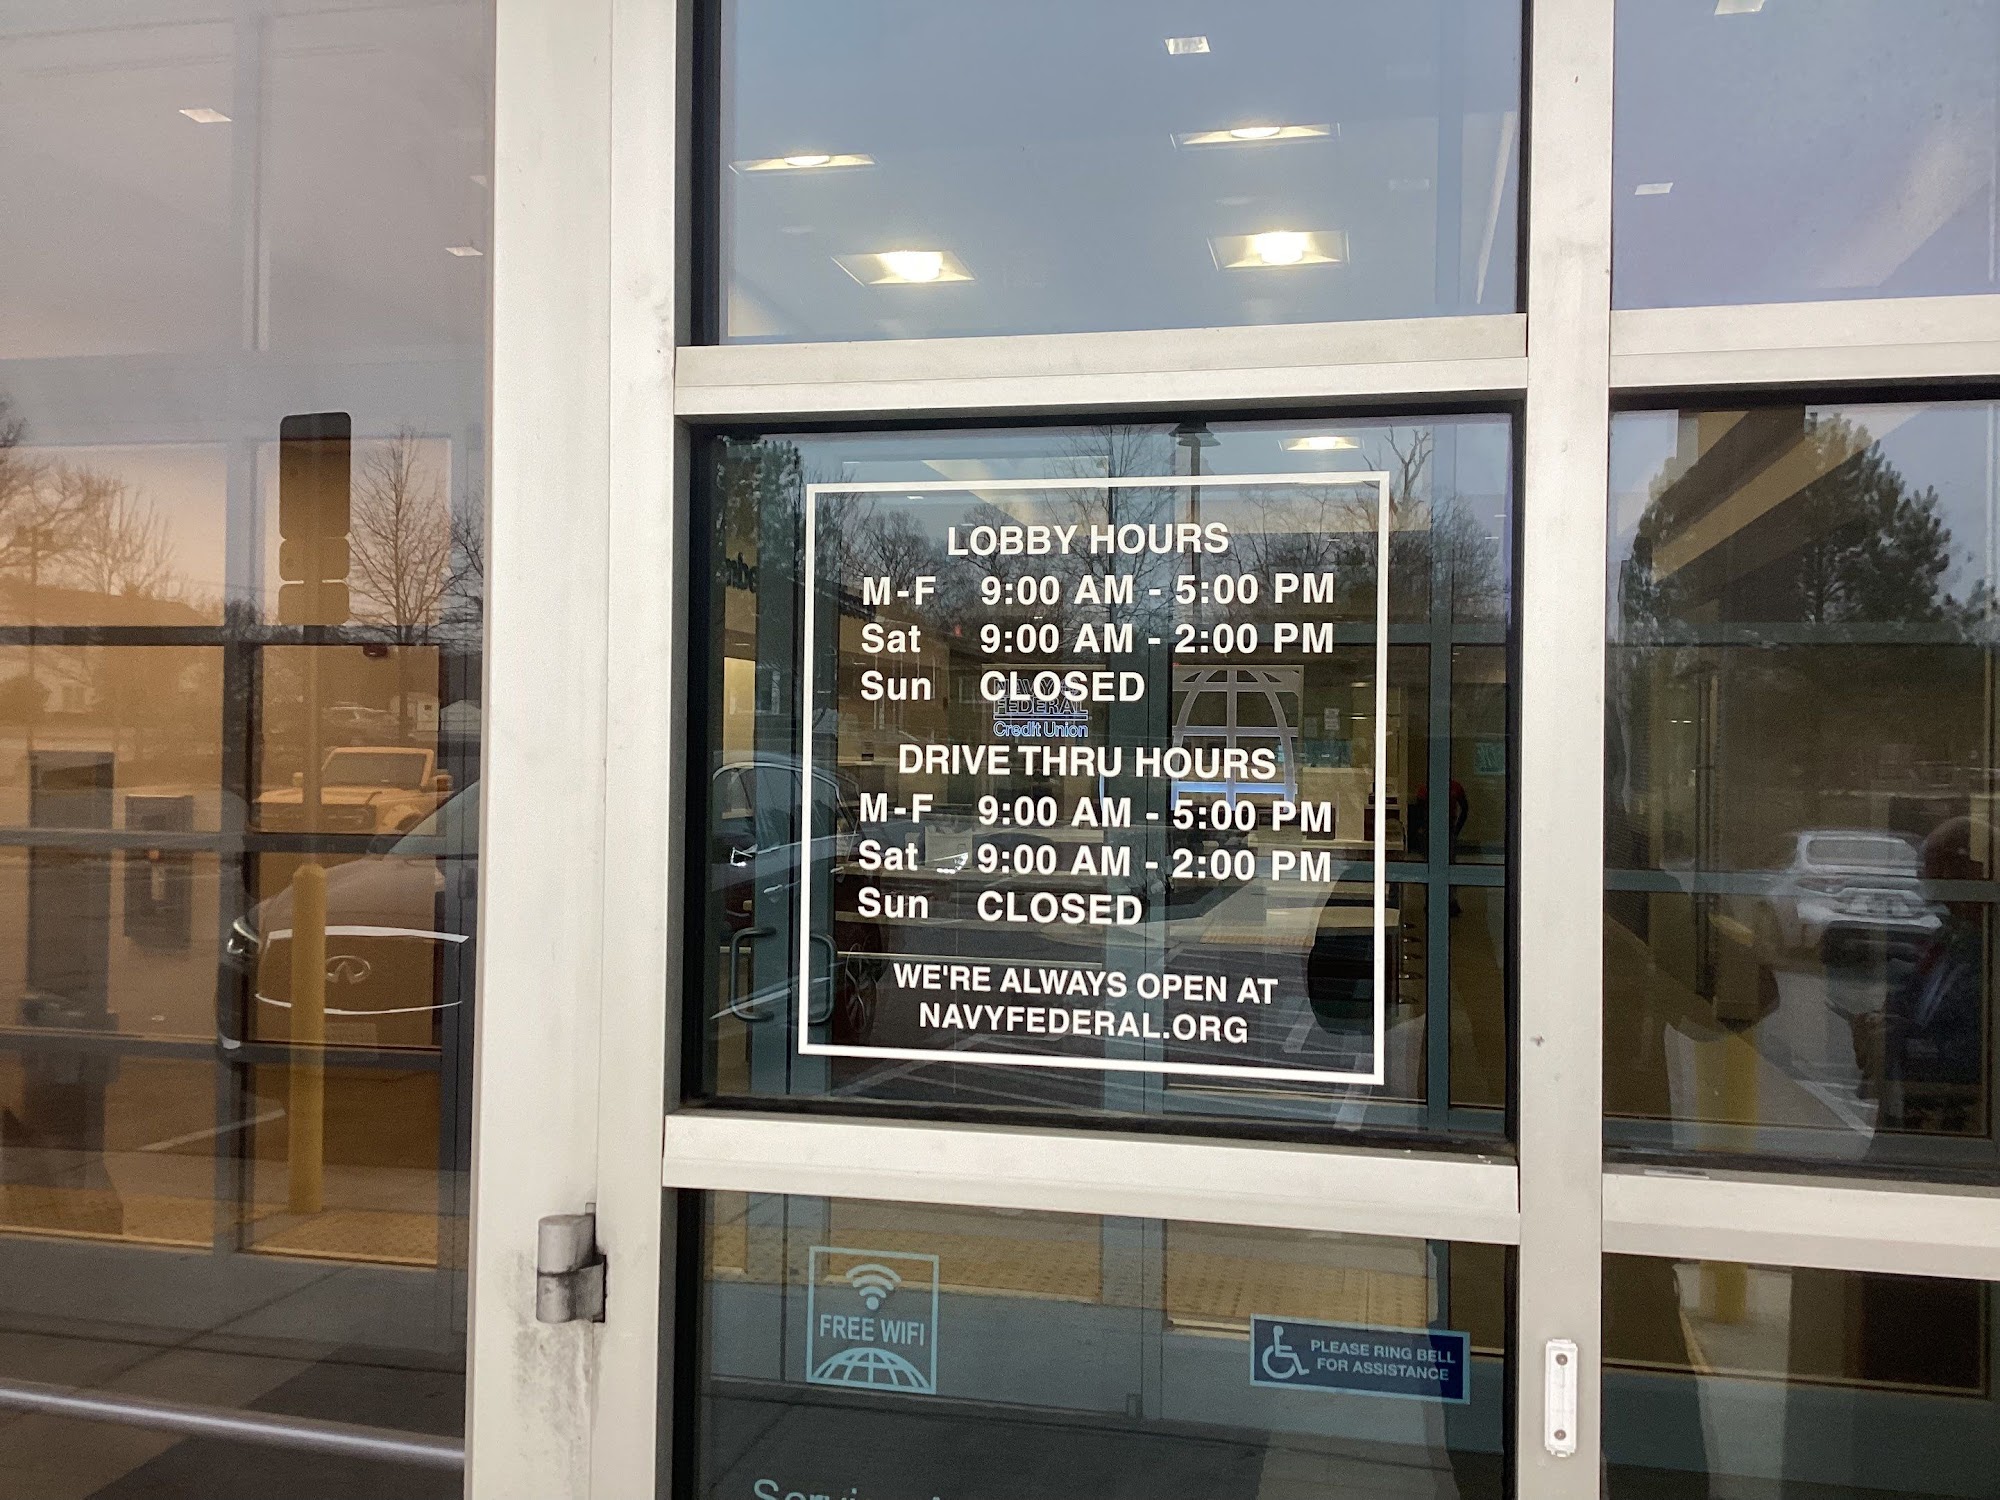 LOBBY HOURS
M-F 9:00 AM - 5:00 PM
Sat 9:00 AM - 2:00 PM
Sun CLOSED
NAVY
FEDERAL
Credit Union
DRIVE THRU HOURS
M-F 9:00 AM - 5:00 PM
Sat 9:00 AM - 2:00 PM
Sun CLOSED
WE'RE ALWAYS OPEN AT
NAVYFEDERAL.ORG
FREE WIFI
PLEASE RING BELL
FOR ASSISTANCE